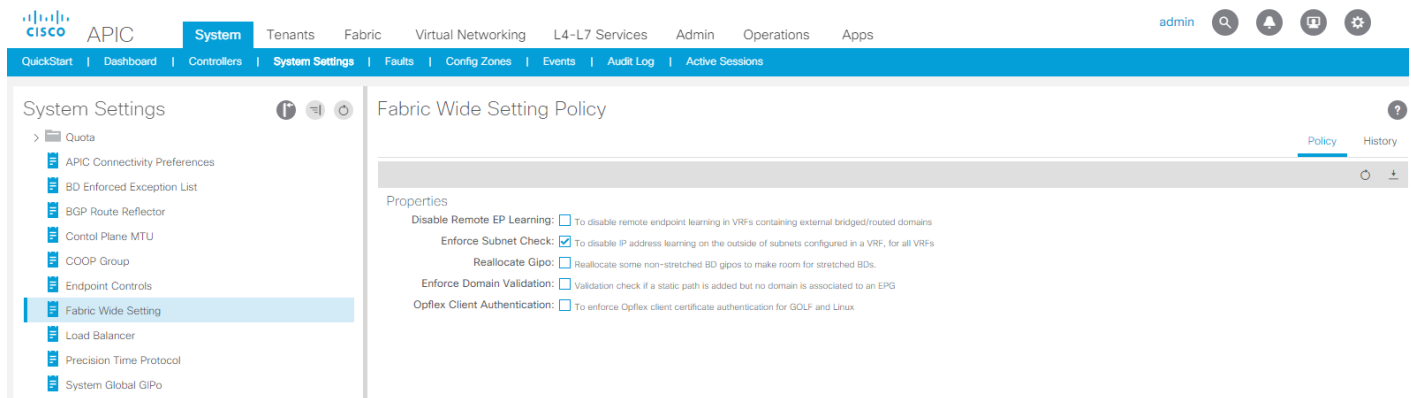 CISCO APIC System Tenants Fabric Virtual Networking L4-L7 Services Admin Operations Apps admin
QuickStart | Dashboard | Controllers | System Settings | Faults | Config Zones | Events | Audit Log | Active Sessions
System Settings
Quota
APIC Connectivity Preferences
BD Enforced Exception List
BGP Route Reflector
Contol Plane MTU
COOP Group
Endpoint Controls
Fabric Wide Setting
Load Balancer
Precision Time Protocol
System Global GIPo
Fabric Wide Setting Policy
?
Policy History
Properties
Disable Remote EP Learning: To disable remote endpoint learning in VRFs containing external bridged/routed domains
Enforce Subnet Check: To disable IP address learning on the outside of subnets configured in a VRF, for all VRFs
Reallocate Gipo: Reallocate some non-stretched BD gipos to make room for stretched BDs.
Enforce Domain Validation: Validation check if a static path is added but no domain is associated to an EPG
Opflex Client Authentication: To enforce Opflex client certificate authentication for GOLF and Linux